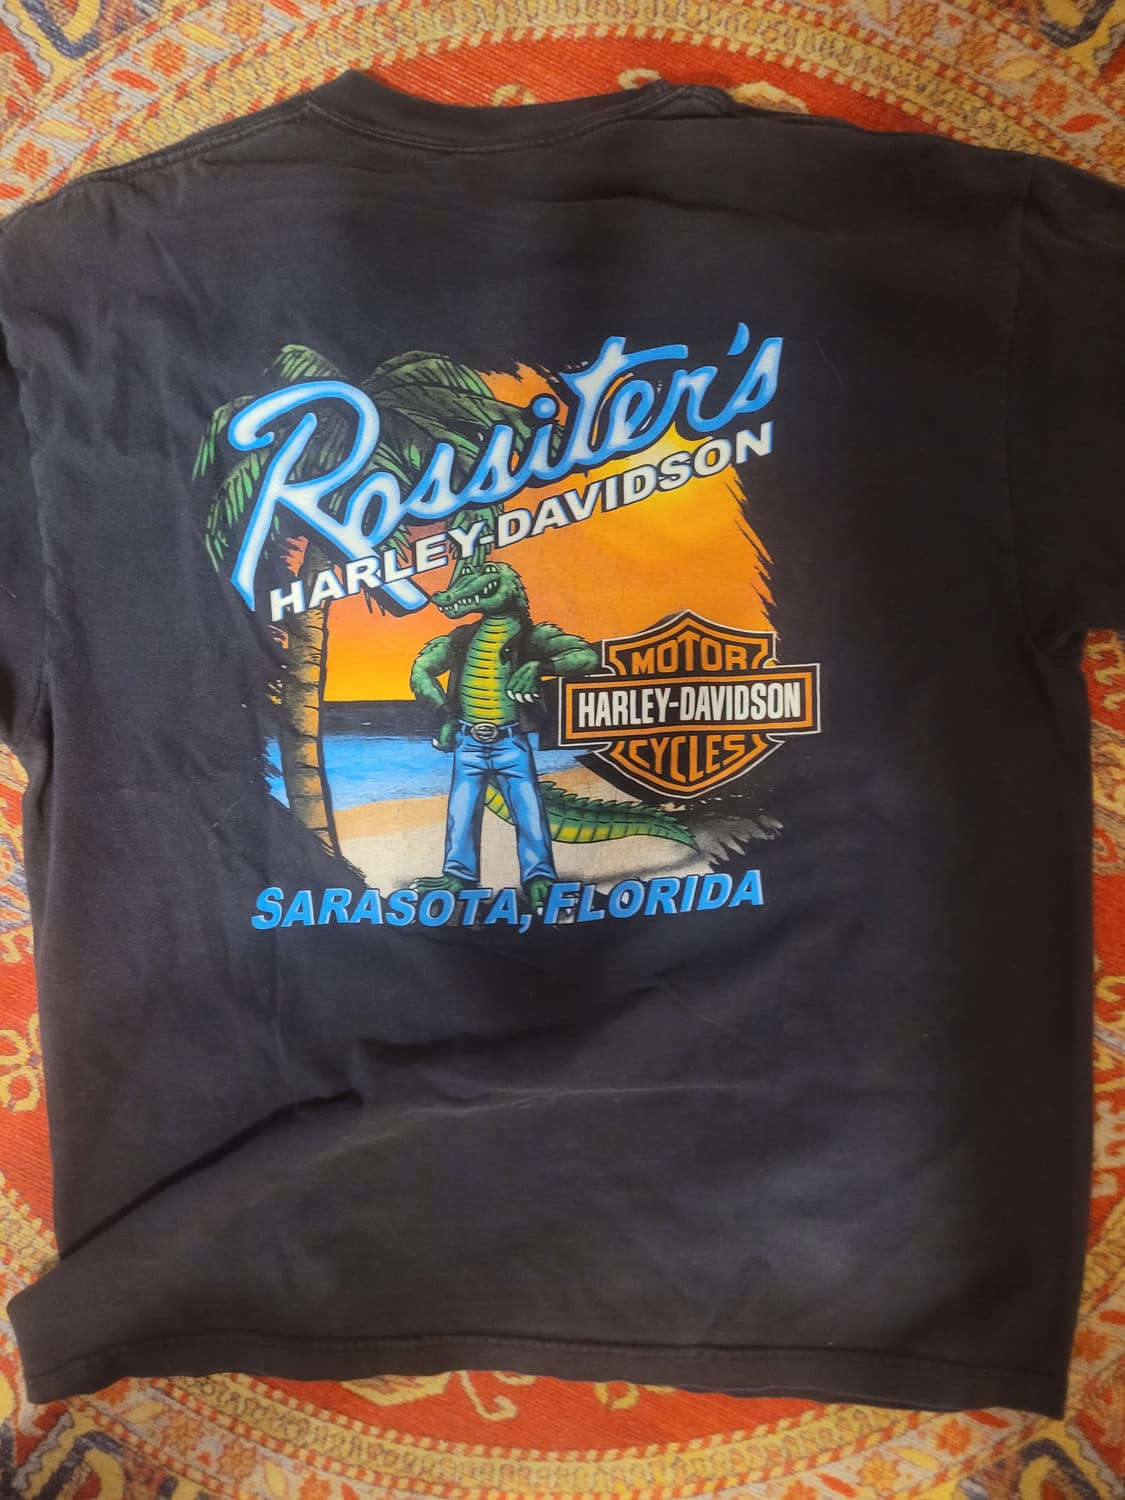 Rossiter's
HARLEY-DAVIDSON
MOTOR
HARLEY-DAVIDSON
CYCLES
SARASOTA, FLORIDA